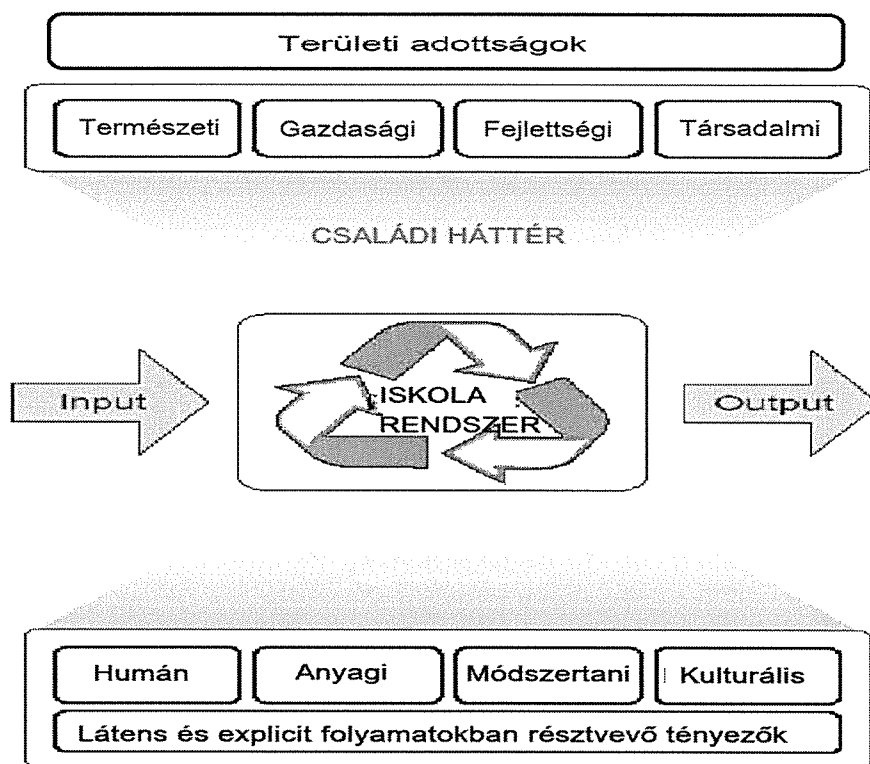 Területi adottságok
Természeti
Gazdasági
Fejlettségi
Társadalmi
CSALÁDI HÁTTÉR
Input
ISKOLA
RENDSZER
Output
Humán
Anyagi
Módszertani
Kulturális
Látens és explicit folyamatokban résztvevő tényezők